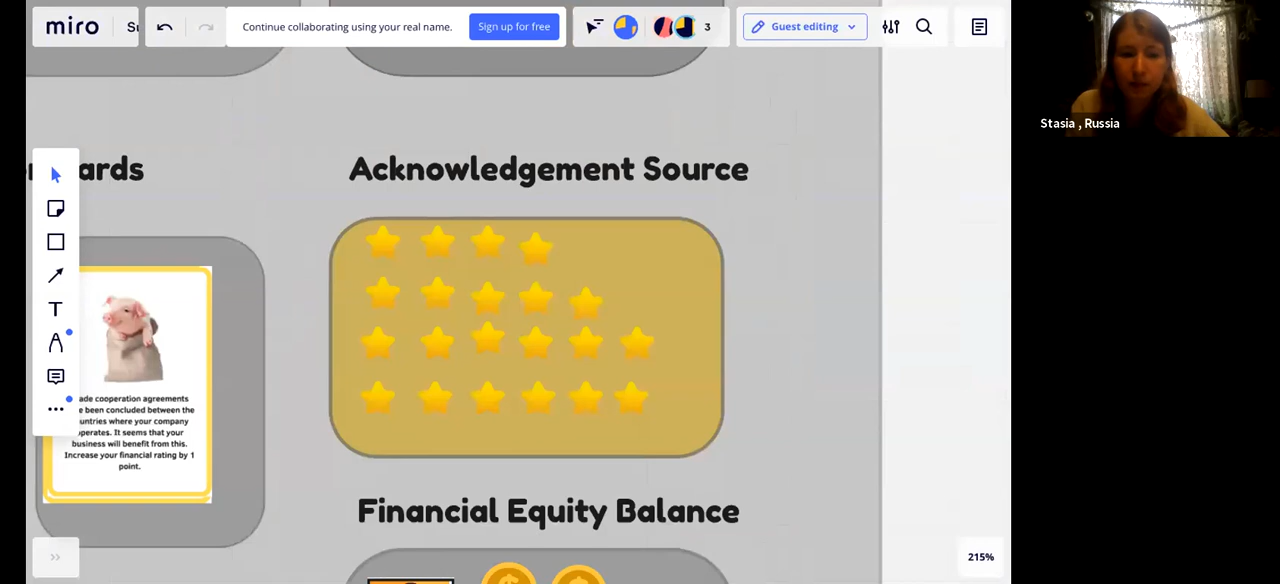 miro
Continue collaborating using your real name.
Sign up for free
3
Guest editing
Stasia , Russia
ards
Acknowledgement Source
ade cooperation agreements
e been concluded between the
untries where your company
perates. It seems that your
business will benefit from this.
Increase your financial rating by 1
point.
Financial Equity Balance
215%